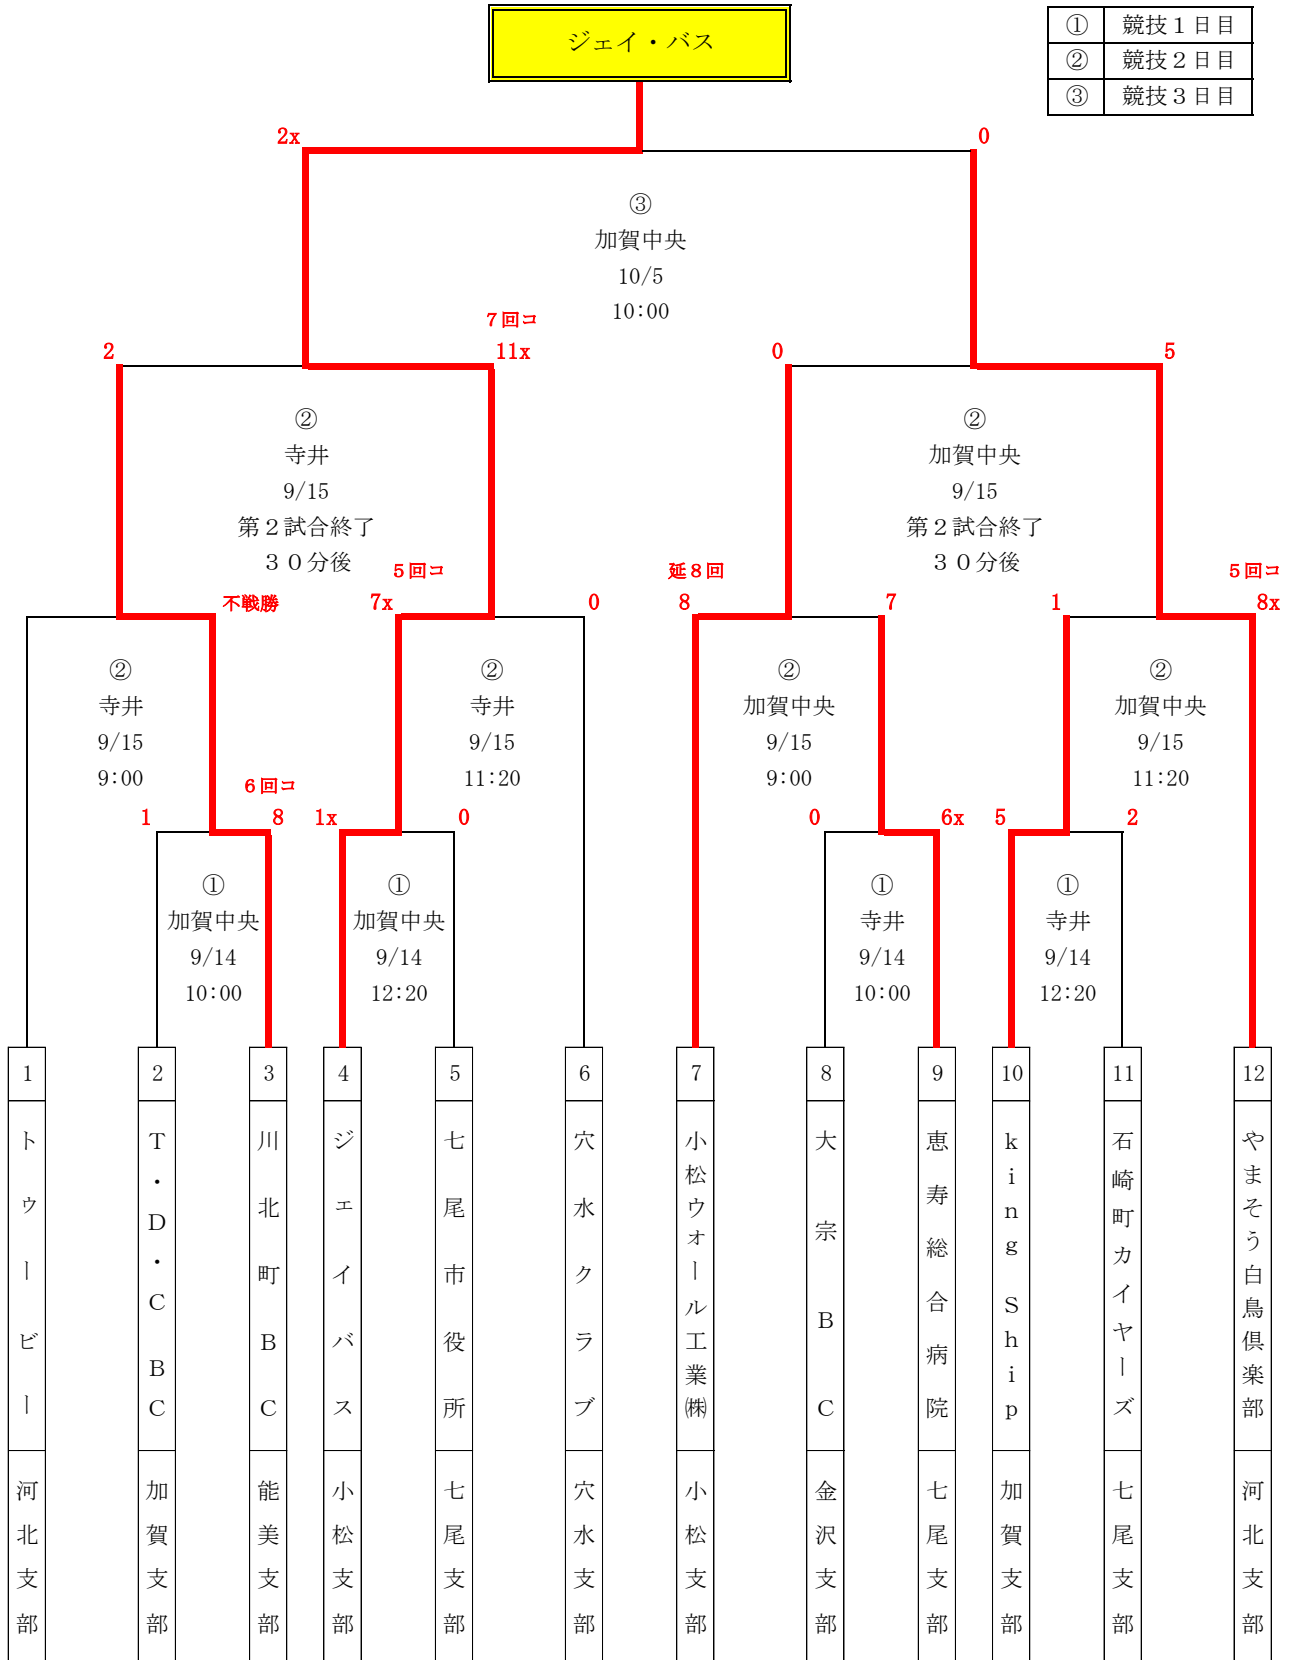 ジェイ・バス
① 競技１日目
② 競技２日目
③ 競技３日目
2x
0
③
加賀中央
10/5
10:00
７回コ
2
11x
0
5
②
寺井
9/15
第２試合終了
３０分後
②
加賀中央
9/15
第２試合終了
３０分後
５回コ
延８回
５回コ
不戦勝
7x
0
8
7
1
8x
②
寺井
9/15
9:00
②
寺井
9/15
11:20
②
加賀中央
9/15
9:00
②
加賀中央
9/15
11:20
６回コ
1
8
1x
0
0
6x
5
2
①
加賀中央
9/14
10:00
①
加賀中央
9/14
12:20
①
寺井
9/14
10:00
①
寺井
9/14
12:20
1
トゥービー
河北支部
2
T・D・C BC
加賀支部
3
川北町BC
能美支部
4
ジェイバス
小松支部
5
七尾市役所
七尾支部
6
穴水クラブ
穴水支部
7
小松ウォール工業㈱
小松支部
8
大宗BC
金沢支部
9
恵寿総合病院
七尾支部
10
king Ship
加賀支部
11
石崎町カイヤーズ
七尾支部
12
やまそう白鳥倶楽部
河北支部